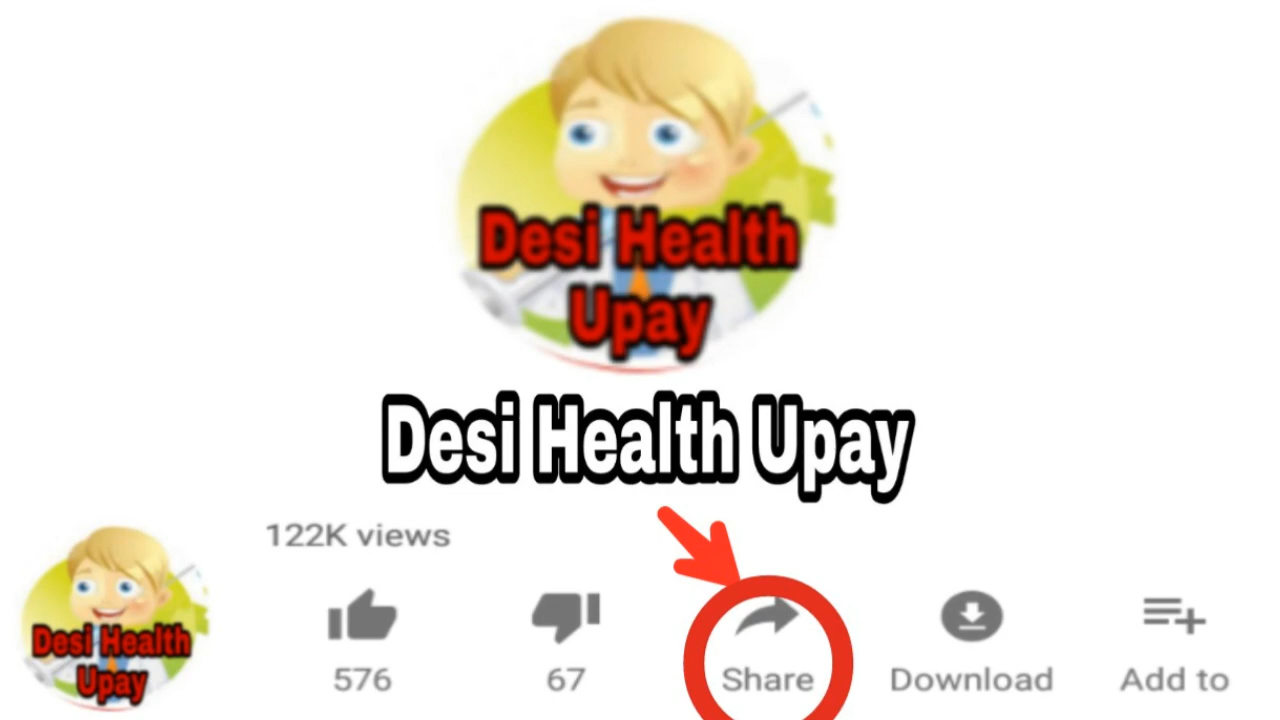 Desi Health
Upay
Desi Health Upay
122K views
Desi Health
Upay
576
67
Share
Download
Add to